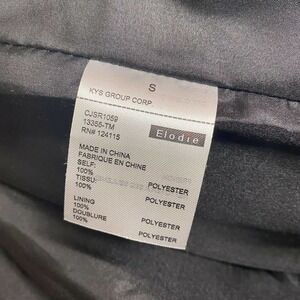 S
KYS GROUP CORP.
CJSR1059
13355-TM
RN# 124115
Elodie
MADE IN CHINA
FABRIQUE EN CHINE
SELF:
100% POLYESTER
TISSU:
100% POLYESTER
LINING
100% POLYESTER
DOUBLURE
100% POLYESTER